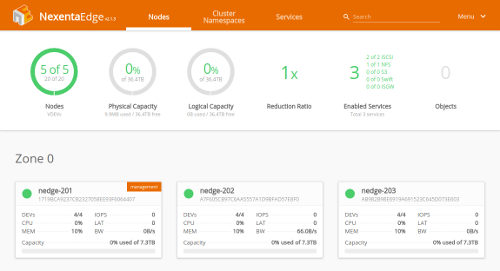 NexentaEdge v2.1.3
Nodes
Cluster Namespaces
Services
Search
Menu
5 of 5
20 of 20
Nodes
VDEVs
0%
of 36.4TB
Physical Capacity
9.9MB used / 36.4TB free
0%
of 36.4TB
Logical Capacity
0B used / 36.4TB free
1x
Reduction Ratio
3
2 of 2 iSCSI
1 of 1 NFS
0 of 0 S3
0 of 0 Swift
0 of 0 ISGW
Enabled Services
Total 3 services
0
Objects
Zone 0
nedge-201
management
DEVs 4/4 IOPS 0
CPU 0% LAT 0
MEM 10% BW 0B/s
Capacity 0% used of 7.3TB
nedge-202
DEVs 4/4 IOPS 0
CPU 0% LAT 0
MEM 10% BW 66.0B/s
Capacity 0% used of 7.3TB
nedge-203
DEVs 4/4 IOPS 0
CPU 0% LAT 0
MEM 10% BW 0B/s
Capacity 0% used of 7.3TB